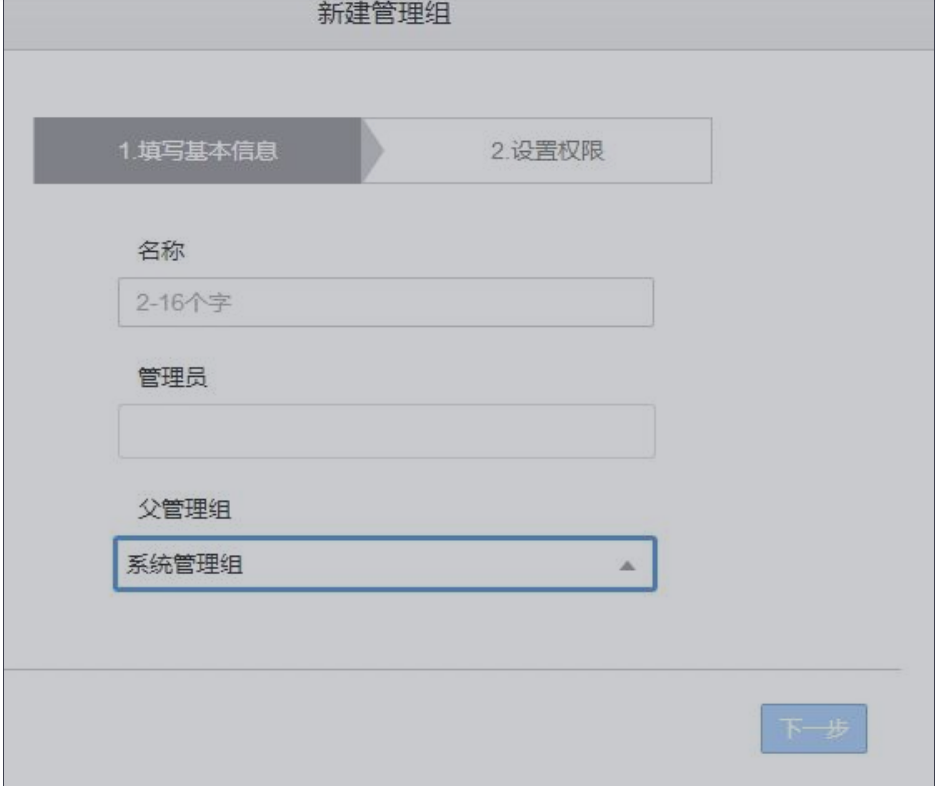 新建管理组
1.填写基本信息
2.设置权限
名称
2-16个字
管理员
父管理组
系统管理组
下一步